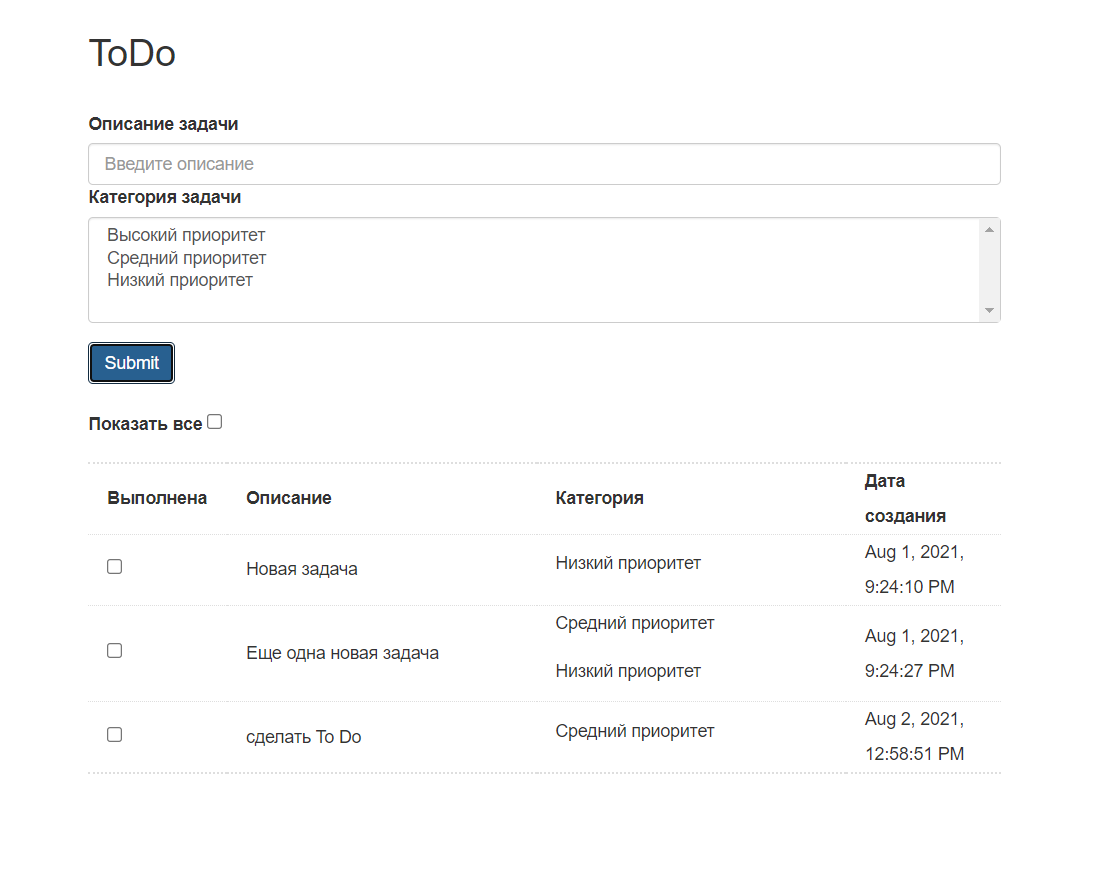 ToDo
Описание задачи
Введите описание
Категория задачи
Высокий приоритет
Средний приоритет
Низкий приоритет
Submit
Показать все
Выполнена Описание Категория Дата
создания
Новая задача Низкий приоритет Aug 1, 2021,
9:24:10 PM
Еще одна новая задача Средний приоритет
Низкий приоритет Aug 1, 2021,
9:24:27 PM
сделать To Do Средний приоритет Aug 2, 2021,
12:58:51 PM